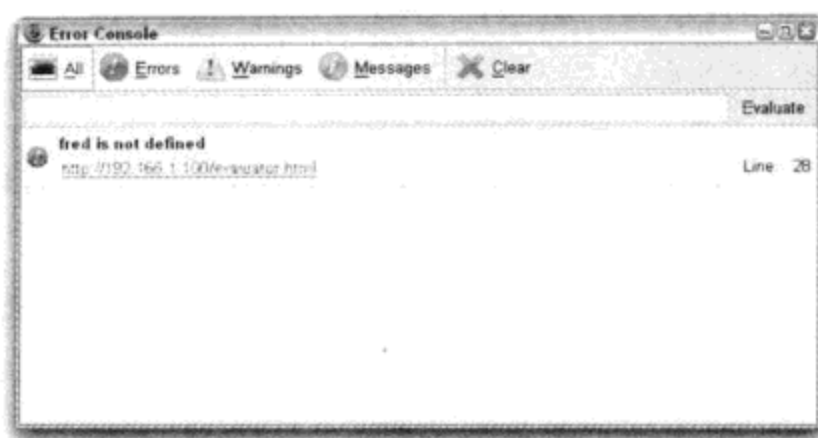 Error Console
All Errors Warnings Messages Clear
Evaluate
fred is not defined
http://192.168.1.100/evaluator.html Line: 28